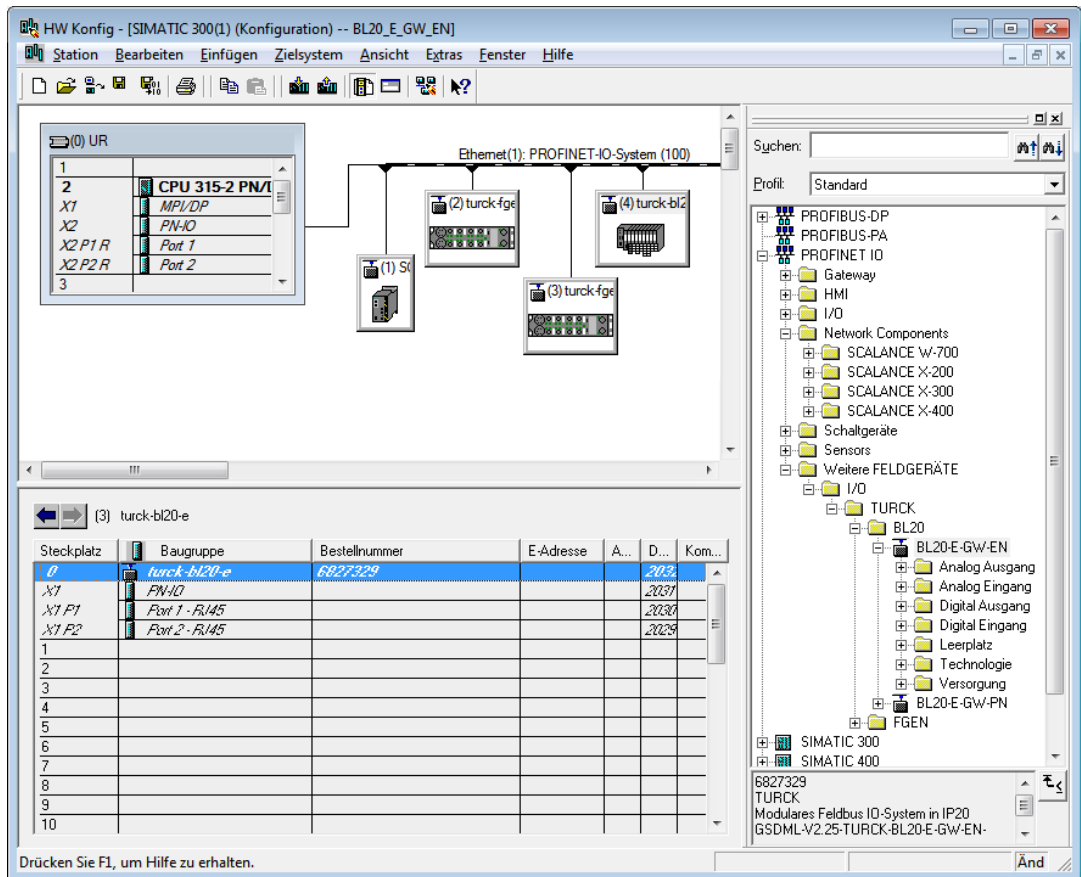 HW Konfig - [SIMATIC 300(1) (Konfiguration) -- BL20_E_GW_EN]
Station Bearbeiten Einfügen Zielsystem Ansicht Extras Fenster Hilfe
(0) UR
1
2 CPU 315-2 PN/
X1 MPI/DP
X2 PN-IO
X2 P1 R Port 1
X2 P2 R Port 2
3
Ethernet(1): PROFINET-IO-System (100)
(2) turck-fge
(4) turck-bl2
(1) SC
(3) turck-fge
Suchen:
Profil: Standard
PROFIBUS-DP
PROFIBUS-PA
PROFINET IO
Gateway
HMI
I/O
Network Components
SCALANCE W-700
SCALANCE X-200
SCALANCE X-300
SCALANCE X-400
Schaltgeräte
Sensors
Weitere FELDGERÄTE
I/O
TURCK
BL20
BL20-E-GW-EN
Analog Ausgang
Analog Eingang
Digital Ausgang
Digital Eingang
Leerplatz
Technologie
Versorgung
BL20-E-GW-PN
FGEN
SIMATIC 300
SIMATIC 400
6827329
TURCK
Modulares Feldbus IO-System in IP20
GSDML-V2.25-TURCK-BL20-E-GW-EN-
(3) turck-bl20-e
Steckplatz Baugruppe Bestellnummer E-Adresse A... D... Kom...
0 turck-bl20-e 6827329 2032
X1 PN-IO 2031
X1 P1 Port 1 - RJ45 2030
X1 P2 Port 2 - RJ45 2029
1
2
3
4
5
6
7
8
9
10
Drücken Sie F1, um Hilfe zu erhalten.
Änd